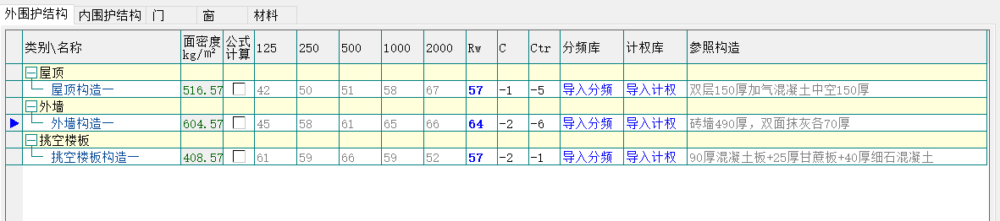 外围护结构 内围护结构 门 窗 材料
类别\名称 面密度 kg/㎡ 公式计算 125 250 500 1000 2000 Rw C Ctr 分频库 计权库 参照构造
屋顶
屋顶构造一 516.57 42 50 51 58 67 57 -1 -5 导入分频 导入计权 双层150厚加气混凝土中空150厚
外墙
外墙构造一 604.57 45 58 61 65 66 64 -2 -6 导入分频 导入计权 砖墙490厚，双面抹灰各70厚
挑空楼板
挑空楼板构造一 408.57 61 59 66 59 52 57 -2 -1 导入分频 导入计权 90厚混凝土板+25厚甘蔗板+40厚细石混凝土